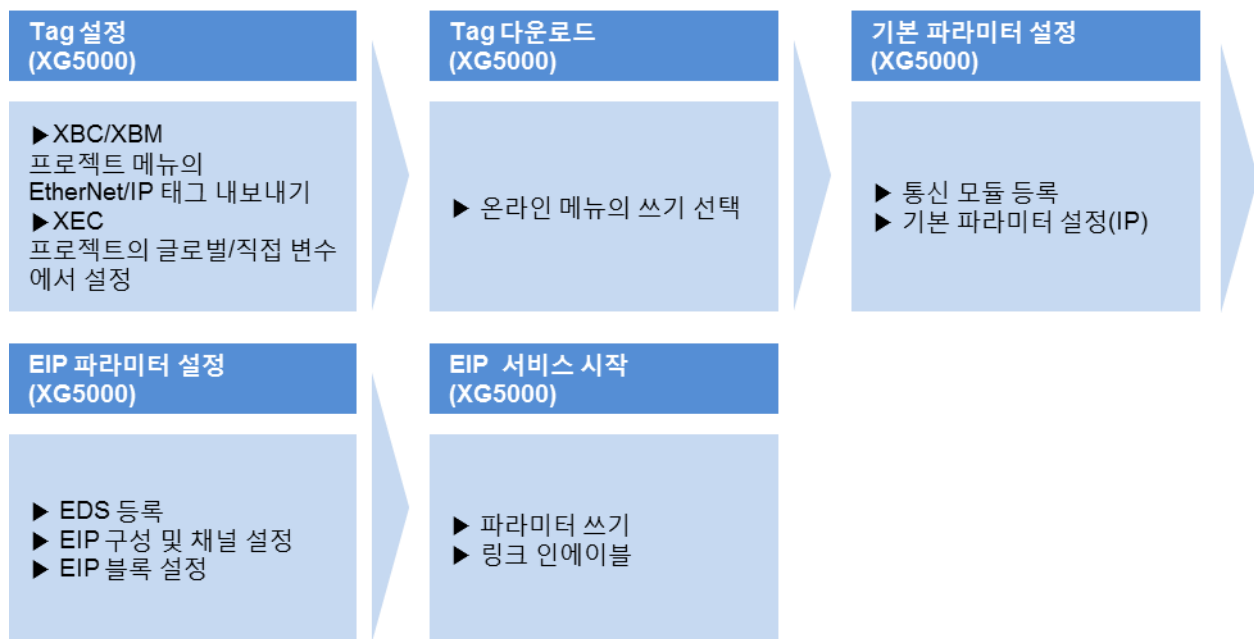 Tag 설정
(XG5000)
▶XBC/XBM
프로젝트 메뉴의
EtherNet/IP 태그 내보내기
▶XEC
프로젝트의 글로벌/직접 변수
에서 설정
Tag 다운로드
(XG5000)
▶ 온라인 메뉴의 쓰기 선택
기본 파라미터 설정
(XG5000)
▶ 통신 모듈 등록
▶ 기본 파라미터 설정(IP)
EIP 파라미터 설정
(XG5000)
▶ EDS 등록
▶ EIP 구성 및 채널 설정
▶ EIP 블록 설정
EIP 서비스 시작
(XG5000)
▶ 파라미터 쓰기
▶ 링크 인에이블